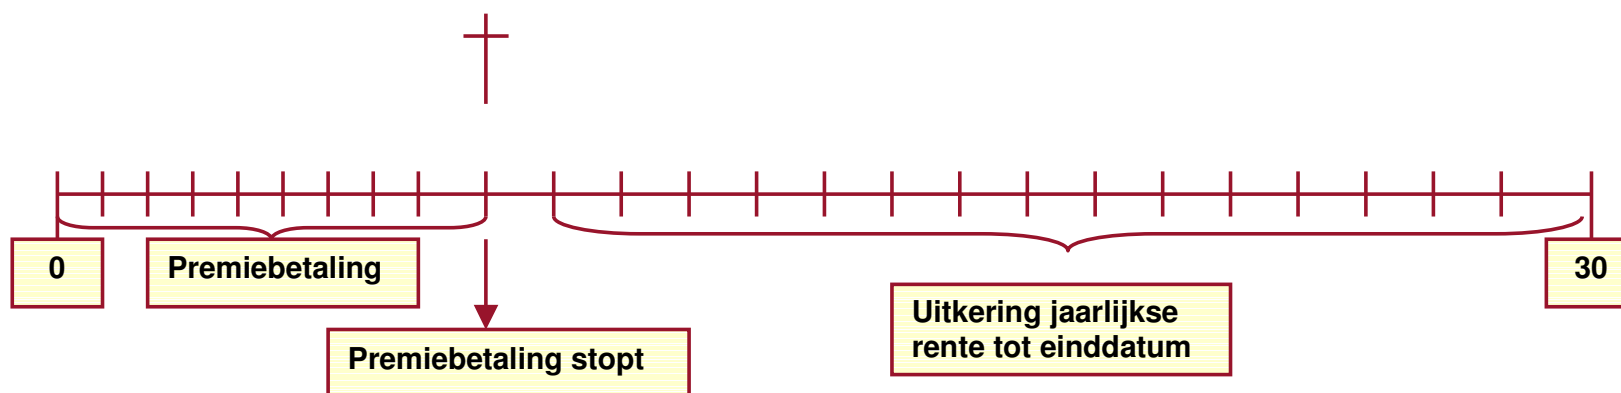 0
Premiebetaling
30
Premiebetaling stopt
Uitkering jaarlijkse
rente tot einddatum